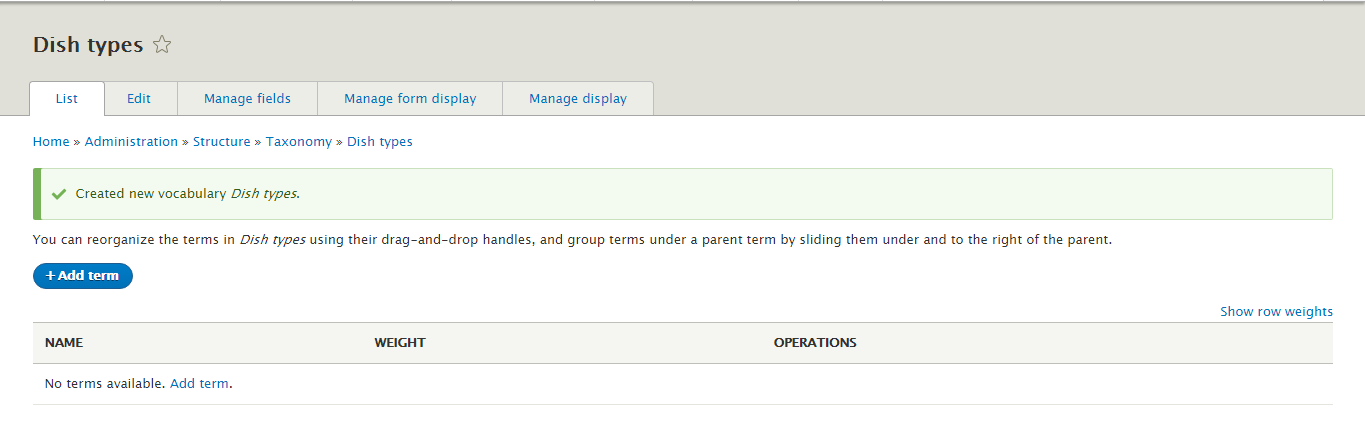 Dish types
List Edit Manage fields Manage form display Manage display
Home » Administration » Structure » Taxonomy » Dish types
Created new vocabulary Dish types.
You can reorganize the terms in Dish types using their drag-and-drop handles, and group terms under a parent term by sliding them under and to the right of the parent.
+ Add term
Show row weights
NAME WEIGHT OPERATIONS
No terms available. Add term.